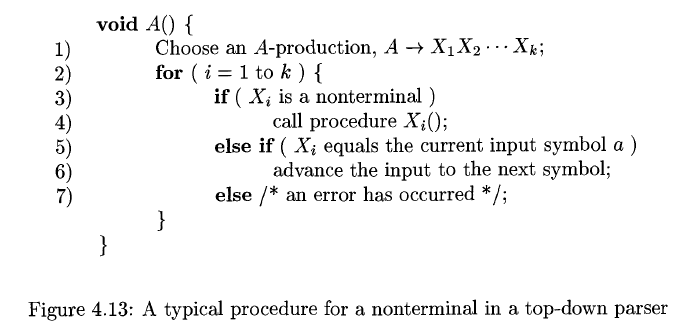 void A() {
1) Choose an A-production, A → X₁X₂ ⋯ Xₖ;
2) for ( i = 1 to k ) {
3) if ( Xᵢ is a nonterminal )
4) call procedure Xᵢ();
5) else if ( Xᵢ equals the current input symbol a )
6) advance the input to the next symbol;
7) else /* an error has occurred */;
}
}
Figure 4.13: A typical procedure for a nonterminal in a top-down parser